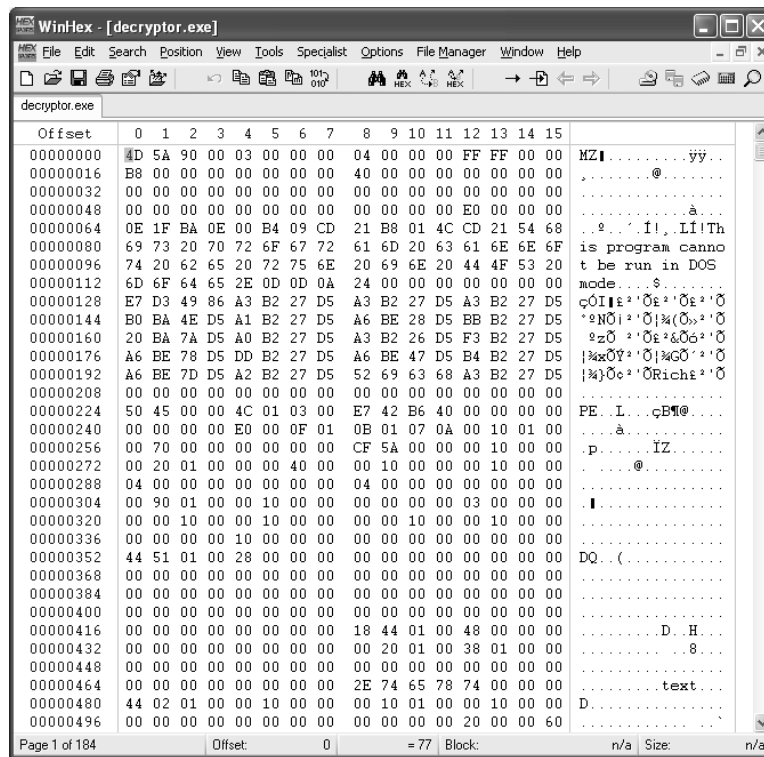 WinHex - [decryptor.exe]
File Edit Search Position View Tools Specialist Options File Manager Window Help
decryptor.exe
Offset 0 1 2 3 4 5 6 7 8 9 10 11 12 13 14 15
00000000 4D 5A 90 00 03 00 00 00 04 00 00 00 FF FF 00 00 MZ▮.........ÿÿ..
00000016 B8 00 00 00 00 00 00 00 40 00 00 00 00 00 00 00 ¸.......@.......
00000032 00 00 00 00 00 00 00 00 00 00 00 00 00 00 00 00 ................
00000048 00 00 00 00 00 00 00 00 00 00 00 00 E0 00 00 00 ............à...
00000064 0E 1F BA 0E 00 B4 09 CD 21 B8 01 4C CD 21 54 68 ..º..´.Í!¸.LÍ!Th
00000080 69 73 20 70 72 6F 67 72 61 6D 20 63 61 6E 6E 6F is program canno
00000096 74 20 62 65 20 72 75 6E 20 69 6E 20 44 4F 53 20 t be run in DOS
00000112 6D 6F 64 65 2E 0D 0D 0A 24 00 00 00 00 00 00 00 mode....$.......
00000128 E7 D3 49 86 A3 B2 27 D5 A3 B2 27 D5 A3 B2 27 D5 çÓI▮£²'Õ£²'Õ£²'Õ
00000144 B0 BA 4E D5 A1 B2 27 D5 A6 BE 28 D5 BB B2 27 D5 °ºNÕ¡²'Õ¦¾(Õ»²'Õ
00000160 20 BA 7A D5 A0 B2 27 D5 A3 B2 26 D5 F3 B2 27 D5 ºzÕ ²'Õ£²&Õó²'Õ
00000176 A6 BE 78 D5 DD B2 27 D5 A6 BE 47 D5 B4 B2 27 D5 ¦¾xÕÝ²'Õ¦¾GÕ´²'Õ
00000192 A6 BE 7D D5 A2 B2 27 D5 52 69 63 68 A3 B2 27 D5 ¦¾}Õ¢²'ÕRich£²'Õ
00000208 00 00 00 00 00 00 00 00 00 00 00 00 00 00 00 00 ................
00000224 50 45 00 00 4C 01 03 00 E7 42 B6 40 00 00 00 00 PE..L...çB¶@....
00000240 00 00 00 00 E0 00 0F 01 0B 01 07 0A 00 10 01 00 ....à...........
00000256 00 70 00 00 00 00 00 00 CF 5A 00 00 00 10 00 00 .p......ÏZ......
00000272 00 20 01 00 00 00 40 00 00 10 00 00 00 10 00 00 . ....@.........
00000288 04 00 00 00 00 00 00 00 04 00 00 00 00 00 00 00 ................
00000304 00 90 01 00 00 10 00 00 00 00 00 00 03 00 00 00 .▮..............
00000320 00 00 10 00 00 10 00 00 00 00 10 00 00 10 00 00 ................
00000336 00 00 00 00 10 00 00 00 00 00 00 00 00 00 00 00 ................
00000352 44 51 01 00 28 00 00 00 00 00 00 00 00 00 00 00 DQ..(...........
00000368 00 00 00 00 00 00 00 00 00 00 00 00 00 00 00 00 ................
00000384 00 00 00 00 00 00 00 00 00 00 00 00 00 00 00 00 ................
00000400 00 00 00 00 00 00 00 00 00 00 00 00 00 00 00 00 ................
00000416 00 00 00 00 00 00 00 00 18 44 01 00 48 00 00 00 .........D..H...
00000432 00 00 00 00 00 00 00 00 00 20 01 00 38 01 00 00 ......... ..8...
00000448 00 00 00 00 00 00 00 00 00 00 00 00 00 00 00 00 ................
00000464 00 00 00 00 00 00 00 00 2E 74 65 78 74 00 00 00 .........text...
00000480 44 02 01 00 00 10 00 00 00 10 01 00 00 10 00 00 D...............
00000496 00 00 00 00 00 00 00 00 00 00 00 00 20 00 00 60 ............ ..`
Page 1 of 184 Offset: 0 = 77 Block: n/a Size: n/a